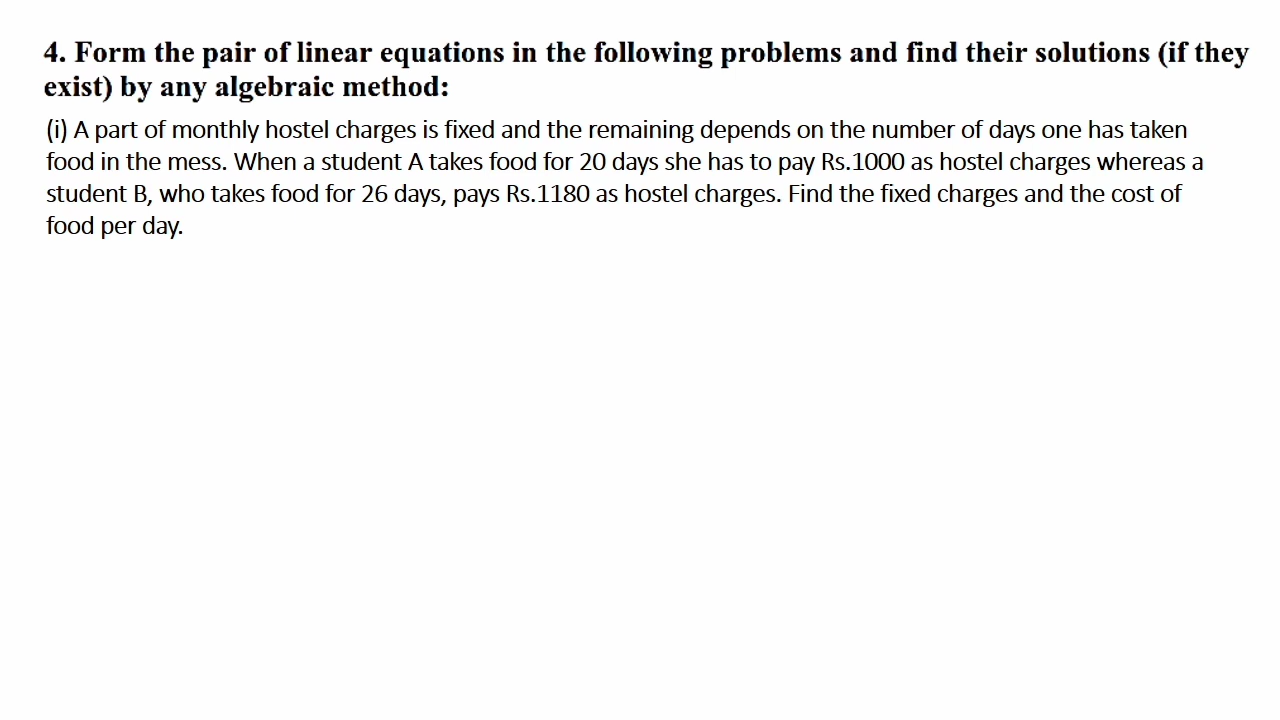 4. Form the pair of linear equations in the following problems and find their solutions (if they
exist) by any algebraic method:
(i) A part of monthly hostel charges is fixed and the remaining depends on the number of days one has taken
food in the mess. When a student A takes food for 20 days she has to pay Rs.1000 as hostel charges whereas a
student B, who takes food for 26 days, pays Rs.1180 as hostel charges. Find the fixed charges and the cost of
food per day.